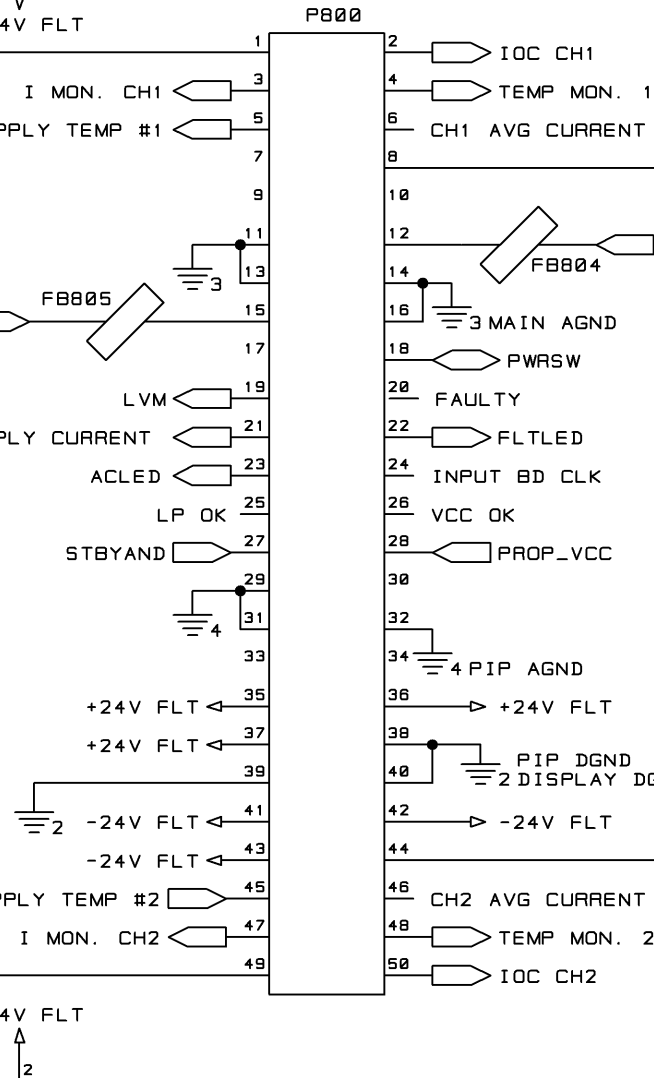 4V FLT
P800
1 2 IOC CH1
I MON. CH1 3 4 TEMP MON. 1
PPLY TEMP #1 5 6 CH1 AVG CURRENT
7 8
9 10
11 12
3 13 14 FB804
FB805 15 16 3 MAIN AGND
17 18 PWRSW
LVM 19 20 FAULTY
PLY CURRENT 21 22 FLTLED
ACLED 23 24 INPUT BD CLK
LP OK 25 26 VCC OK
STBYAND 27 28 PROP_VCC
29 30
4 31 32
33 34 4 PIP AGND
+24V FLT 35 36 +24V FLT
+24V FLT 37 38
PIP DGND
39 40 2 DISPLAY DG
2 -24V FLT 41 42 -24V FLT
-24V FLT 43 44
PPLY TEMP #2 45 46 CH2 AVG CURRENT
I MON. CH2 47 48 TEMP MON. 2
49 50 IOC CH2
4V FLT
2